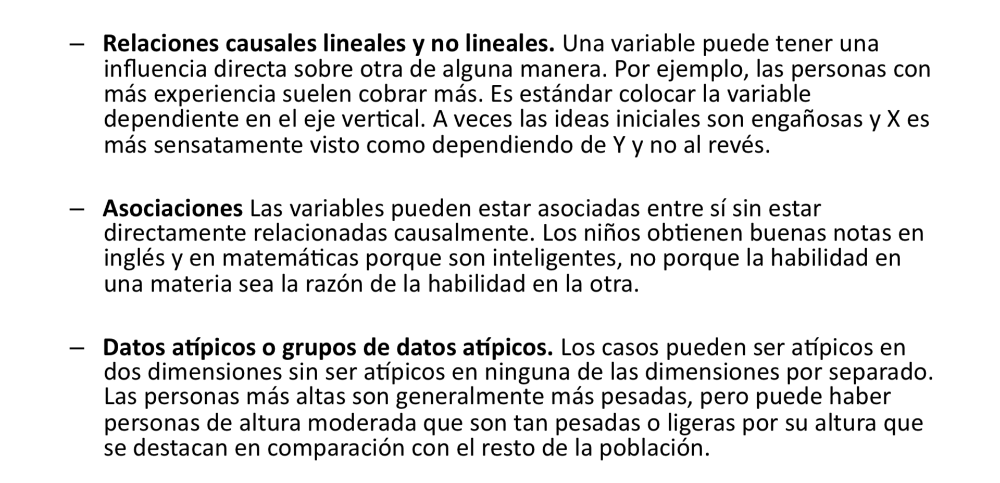 – Relaciones causales lineales y no lineales. Una variable puede tener una
influencia directa sobre otra de alguna manera. Por ejemplo, las personas con
más experiencia suelen cobrar más. Es estándar colocar la variable
dependiente en el eje vertical. A veces las ideas iniciales son engañosas y X es
más sensatamente visto como dependiendo de Y y no al revés.
– Asociaciones Las variables pueden estar asociadas entre sí sin estar
directamente relacionadas causalmente. Los niños obtienen buenas notas en
inglés y en matemáticas porque son inteligentes, no porque la habilidad en
una materia sea la razón de la habilidad en la otra.
– Datos atípicos o grupos de datos atípicos. Los casos pueden ser atípicos en
dos dimensiones sin ser atípicos en ninguna de las dimensiones por separado.
Las personas más altas son generalmente más pesadas, pero puede haber
personas de altura moderada que son tan pesadas o ligeras por su altura que
se destacan en comparación con el resto de la población.